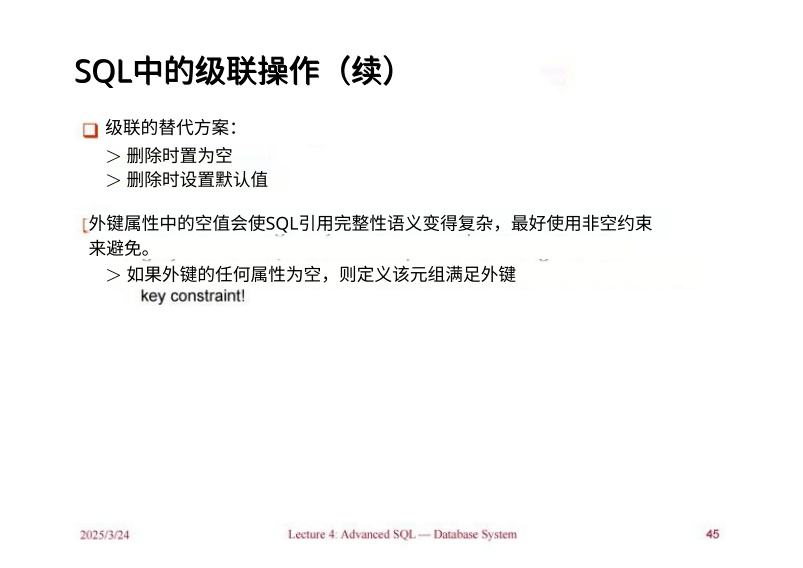 SQL中的级联操作（续）
级联的替代方案：
> 删除时置为空
> 删除时设置默认值
[外键属性中的空值会使SQL引用完整性语义变得复杂，最好使用非空约束
来避免。
> 如果外键的任何属性为空，则定义该元组满足外键
key constraint!
2025/3/24 Lecture 4: Advanced SQL — Database System 45